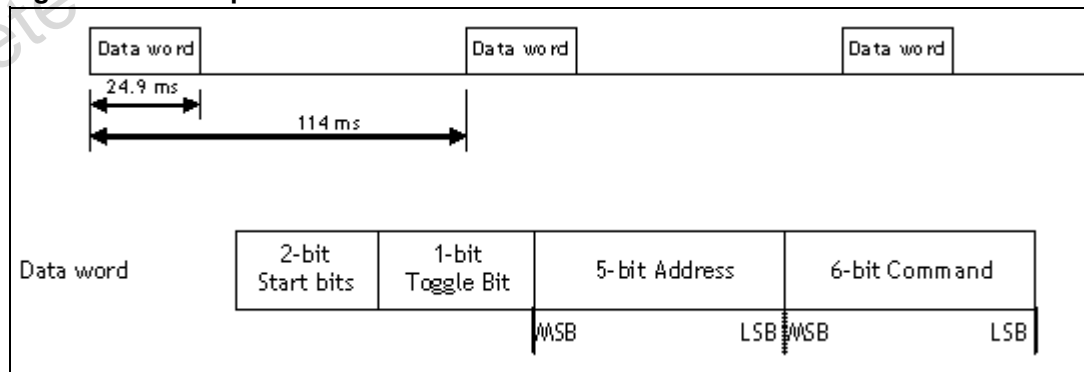 Data word Data word Data word
24.9 ms
114 ms
Data word
2-bit Start bits
1-bit Toggle Bit
5-bit Address
6-bit Command
MSB LSB MSB LSB